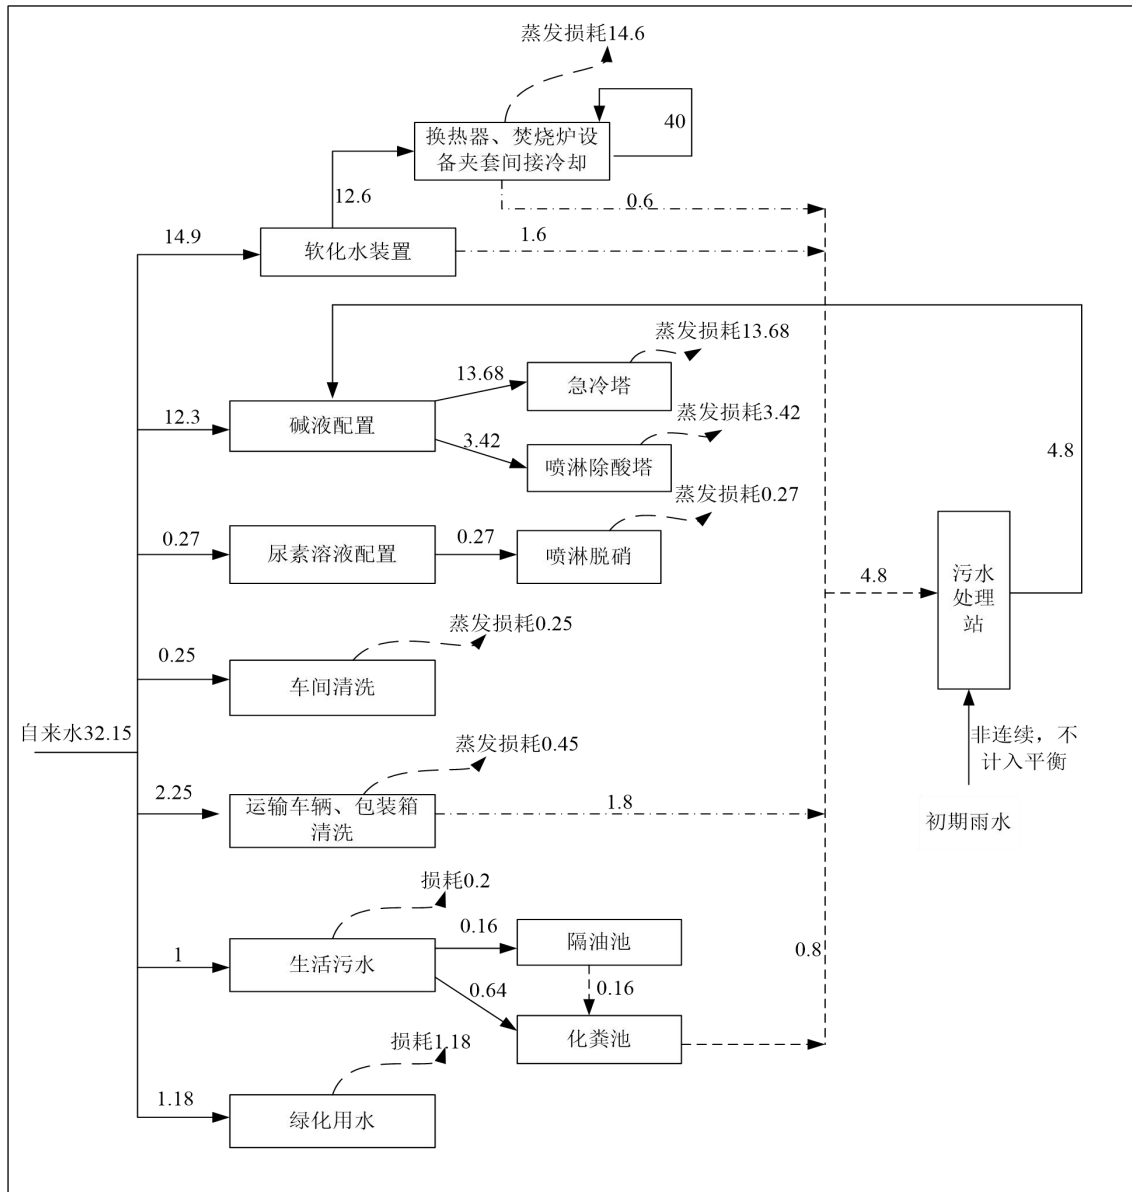 蒸发损耗14.6
换热器、焚烧炉设
备夹套间接冷却
40
12.6
0.6
14.9
软化水装置
1.6
蒸发损耗13.68
13.68
急冷塔
12.3
碱液配置
蒸发损耗3.42
3.42
喷淋除酸塔
4.8
蒸发损耗0.27
0.27
尿素溶液配置
0.27
喷淋脱硝
4.8
污水
处理
站
蒸发损耗0.25
0.25
车间清洗
自来水32.15
非连续，不
计入平衡
蒸发损耗0.45
2.25
运输车辆、包装箱
清洗
1.8
初期雨水
损耗0.2
1
生活污水
0.16
隔油池
0.8
0.64
0.16
化粪池
损耗1.18
1.18
绿化用水